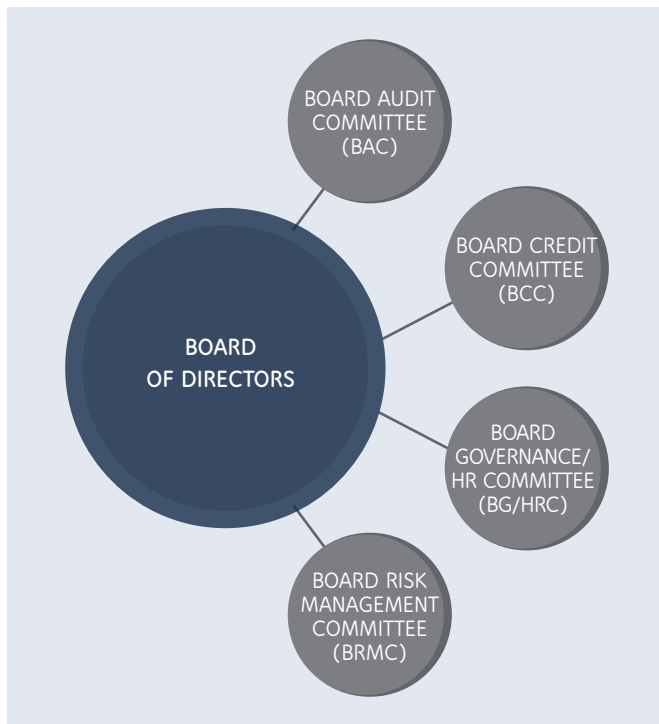 BOARD AUDIT
COMMITTEE
(BAC)
BOARD CREDIT
COMMITTEE
(BCC)
BOARD
OF DIRECTORS
BOARD
GOVERNANCE/
HR COMMITTEE
(BG/HRC)
BOARD RISK
MANAGEMENT
COMMITTEE
(BRMC)